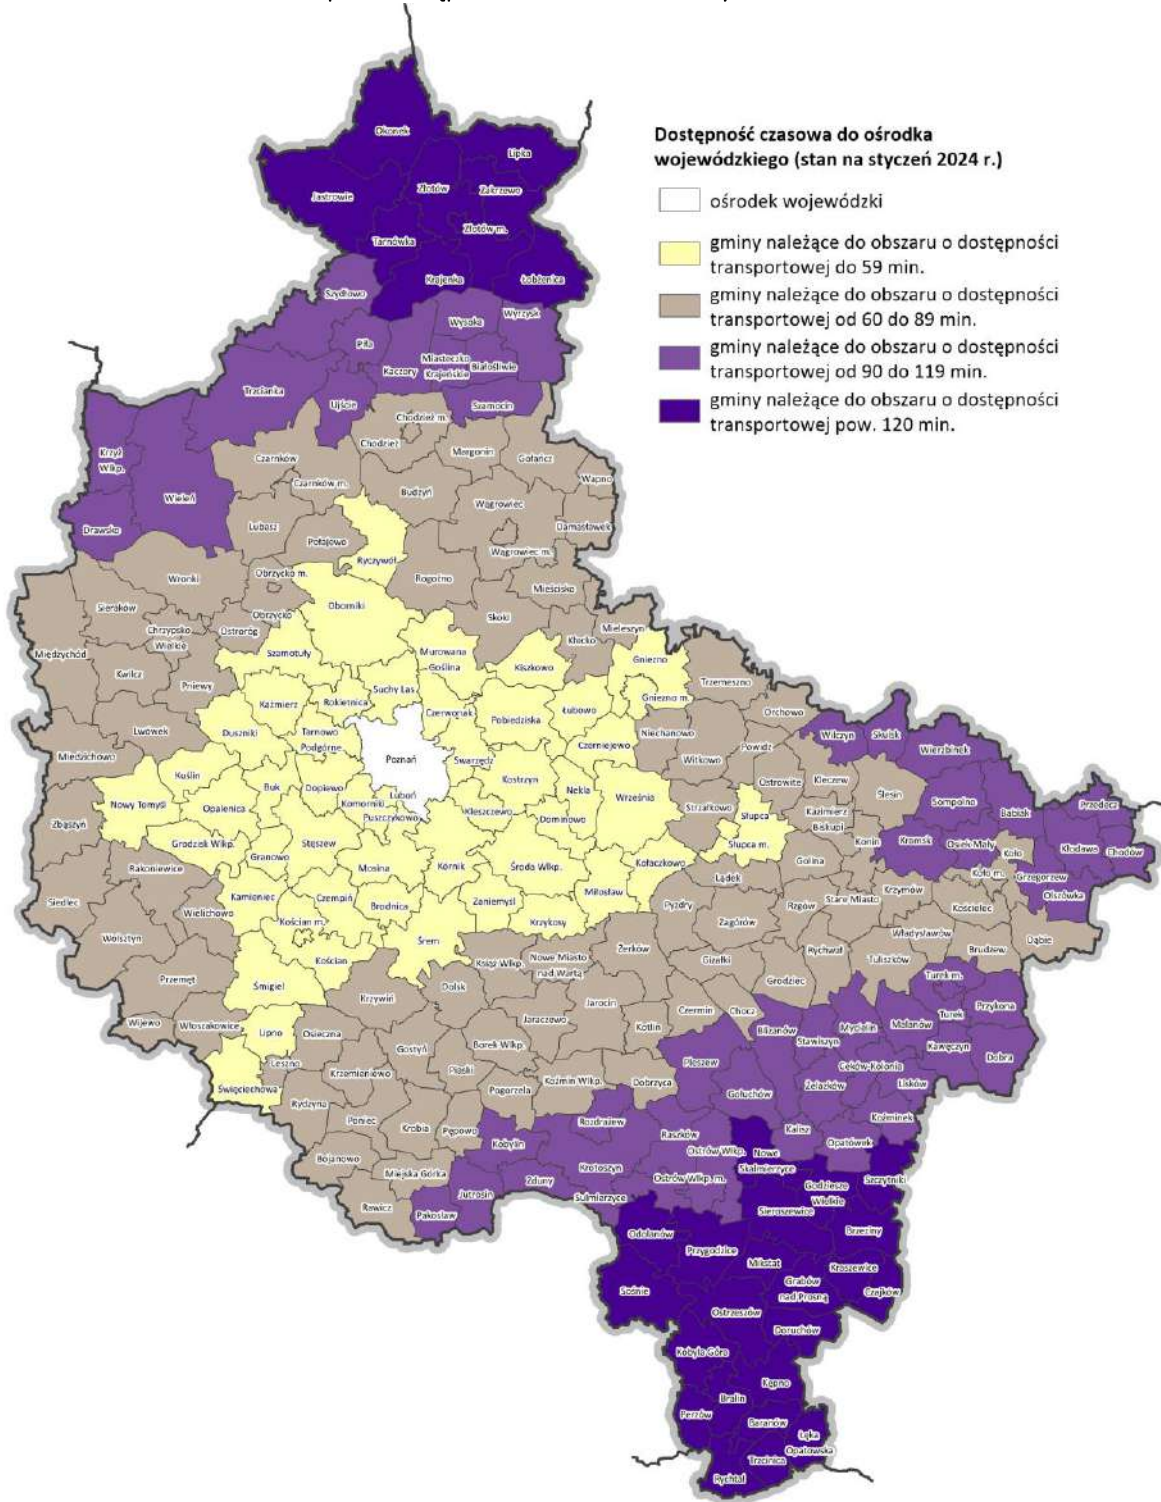 Dostępność czasowa do ośrodka
wojewódzkiego (stan na styczeń 2024 r.)
ośrodek wojewódzki
gminy należące do obszaru o dostępności
transportowej do 59 min.
gminy należące do obszaru o dostępności
transportowej od 60 do 89 min.
gminy należące do obszaru o dostępności
transportowej od 90 do 119 min.
gminy należące do obszaru o dostępności
transportowej pow. 120 min.
Okonek
Lipka
Jastrowie
Złotów
Zakrzewo
Złotów m.
Tarnówka
Krajenka
Łobżenica
Szydłowo
Wysoka
Wyrzysk
Piła
Kaczory
Miasteczko
Krajeńskie
Białośliwie
Trzcianka
Ujście
Szamocin
Chodzież m.
Chodzież
Krzyż
Wlkp.
Czarnków
Margonin
Gołańcz
Wapno
Wieleń
Czarnków m.
Budzyń
Wągrowiec
Drawsko
Lubasz
Połajewo
Damasławek
Ryczywół
Wągrowiec m.
Wronki
Obrzycko m.
Rogoźno
Mieścisko
Sieraków
Oborniki
Obrzycko
Skoki
Chrzypsko
Wielkie
Ostroróg
Mieleszyn
Kłecko
Międzychód
Szamotuły
Murowana
Goślina
Kiszkowo
Gniezno
Kwilcz
Pniewy
Suchy Las
Trzemeszno
Kaźmierz
Rokietnica
Czerwonak
Pobiedziska
Łubowo
Gniezno m.
Orchowo
Lwówek
Duszniki
Tarnowo
Podgórne
Niechanowo
Wilczyn
Skulsk
Wierzbinek
Miedzichowo
Poznań
Swarzędz
Czerniejewo
Powidz
Witkowo
Kuślin
Buk
Dopiewo
Luboń
Kostrzyn
Nekla
Września
Ostrowite
Kleczew
Ślesin
Nowy Tomyśl
Opalenica
Komorniki
Puszczykowo
Kleszczewo
Dominowo
Strzałkowo
Słupca
Kazimierz
Biskupi
Sompolno
Babiak
Przedecz
Zbąszyń
Grodzisk Wlkp.
Granowo
Stęszew
Słupca m.
Konin
Kramsk
Osiek Mały
Koło
Kłodawa
Chodów
Rakoniewice
Mosina
Kórnik
Środa Wlkp.
Kołaczkowo
Golina
Koło m.
Grzegorzew
Olszówka
Siedlec
Kamieniec
Czempiń
Brodnica
Zaniemyśl
Miłosław
Lądek
Pyzdry
Rzgów
Stare Miasto
Krzymów
Kościelec
Wielichowo
Kościan m.
Krzykosy
Zagórów
Wolsztyn
Kościan
Śrem
Żerków
Władysławów
Brudzew
Dąbie
Przemęt
Książ Wlkp.
Nowe Miasto
nad Wartą
Gizałki
Rychwał
Tuliszków
Śmigiel
Krzywiń
Dolsk
Grodziec
Turek m.
Przykona
Wijewo
Włoszakowice
Lipno
Osieczna
Jaraczewo
Jarocin
Kotlin
Czermin
Chocz
Blizanów
Stawiszyn
Mycielin
Malanów
Turek
Kawęczyn
Dobra
Leszno
Gostyń
Borek Wlkp.
Święciechowa
Krzemieniewo
Piaski
Pogorzela
Koźmin Wlkp.
Dobrzyca
Pleszew
Gołuchów
Ceków-Kolonia
Żelazków
Lisków
Rydzyna
Poniec
Krobia
Pępowo
Rozdrażew
Koźminek
Bojanowo
Kobylin
Raszków
Kalisz
Opatówek
Miejska Górka
Zduny
Krotoszyn
Ostrów Wlkp.
Nowe
Skalmierzyce
Szczytniki
Rawicz
Jutrosin
Pakosław
Sulmierzyce
Ostrów Wlkp. m.
Godziesze
Wielkie
Sieroszewice
Brzeziny
Odolanów
Przygodzice
Mikstat
Kraszewice
Sośnie
Grabów
nad Prosną
Czajków
Ostrzeszów
Doruchów
Kobyla Góra
Kępno
Bralin
Perzów
Baranów
Łęka
Opatowska
Trzcinica
Rychtal